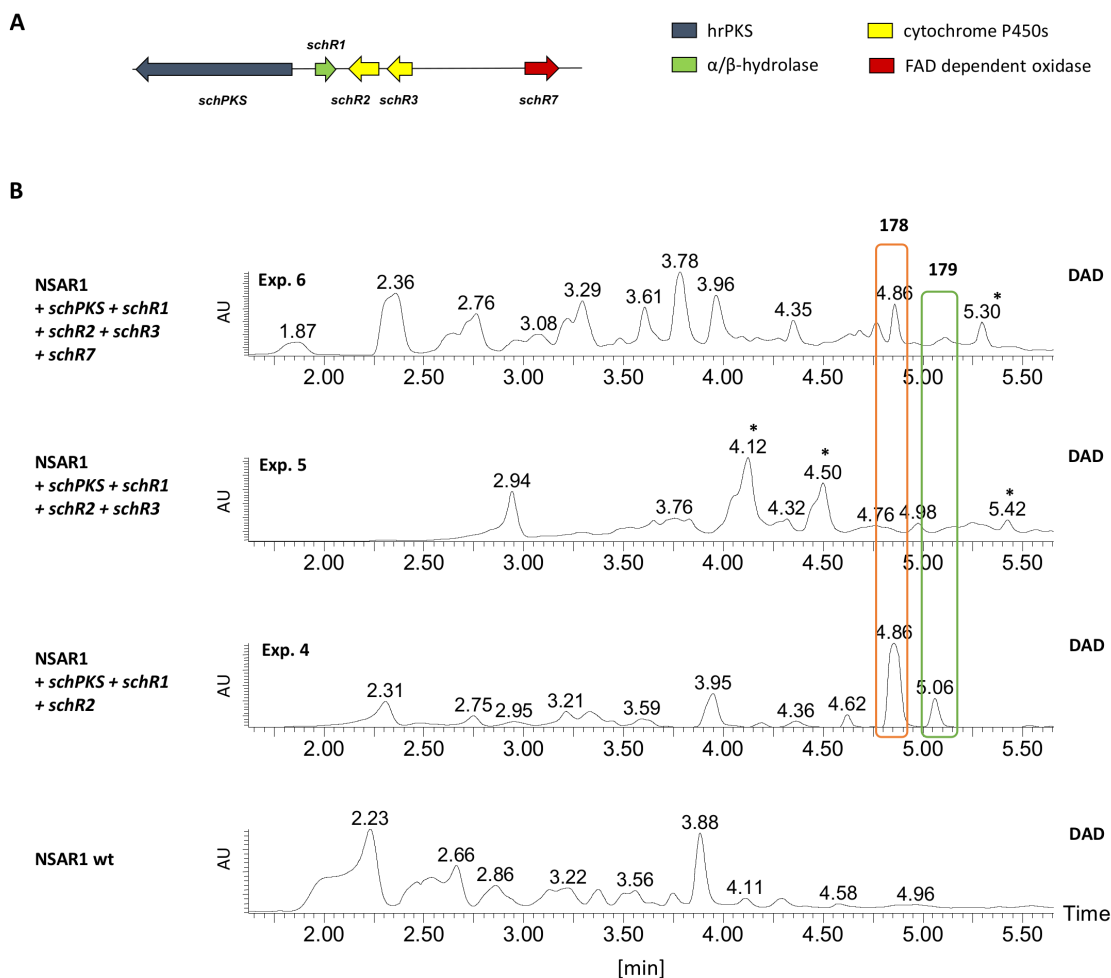 A
schR1
schPKS
schR2
schR3
schR7
hrPKS
cytochrome P450s
α/β-hydrolase
FAD dependent oxidase
B
178
179
NSAR1
+ schPKS + schR1
+ schR2 + schR3
+ schR7
Exp. 6
DAD
AU
1.87
2.36
2.76
3.08
3.29
3.61
3.78
3.96
4.35
4.86
5.30
*
2.00 2.50 3.00 3.50 4.00 4.50 5.00 5.50
NSAR1
+ schPKS + schR1
+ schR2 + schR3
Exp. 5
DAD
AU
2.94
3.76
*
4.12
4.32
*
4.50
4.76
4.98
*
5.42
2.00 2.50 3.00 3.50 4.00 4.50 5.00 5.50
NSAR1
+ schPKS + schR1
+ schR2
Exp. 4
DAD
AU
2.31
2.75
2.95
3.21
3.59
3.95
4.36
4.62
4.86
5.06
2.00 2.50 3.00 3.50 4.00 4.50 5.00 5.50
NSAR1 wt
DAD
AU
2.23
2.66
2.86
3.22
3.56
3.88
4.11
4.58
4.96
Time
2.00 2.50 3.00 3.50 4.00 4.50 5.00 5.50
[min]